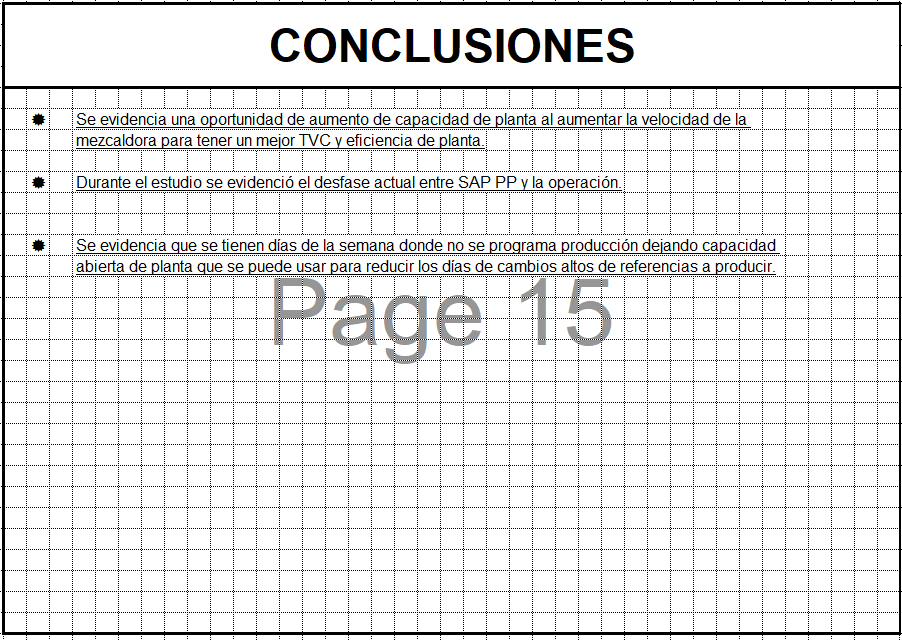 CONCLUSIONES
Se evidencia una oportunidad de aumento de capacidad de planta al aumentar la velocidad de la
mezcaldora para tener un mejor TVC y eficiencia de planta.
Durante el estudio se evidenció el desfase actual entre SAP PP y la operación.
Se evidencia que se tienen días de la semana donde no se programa producción dejando capacidad
abierta de planta que se puede usar para reducir los días de cambios altos de referencias a producir.
Page 15